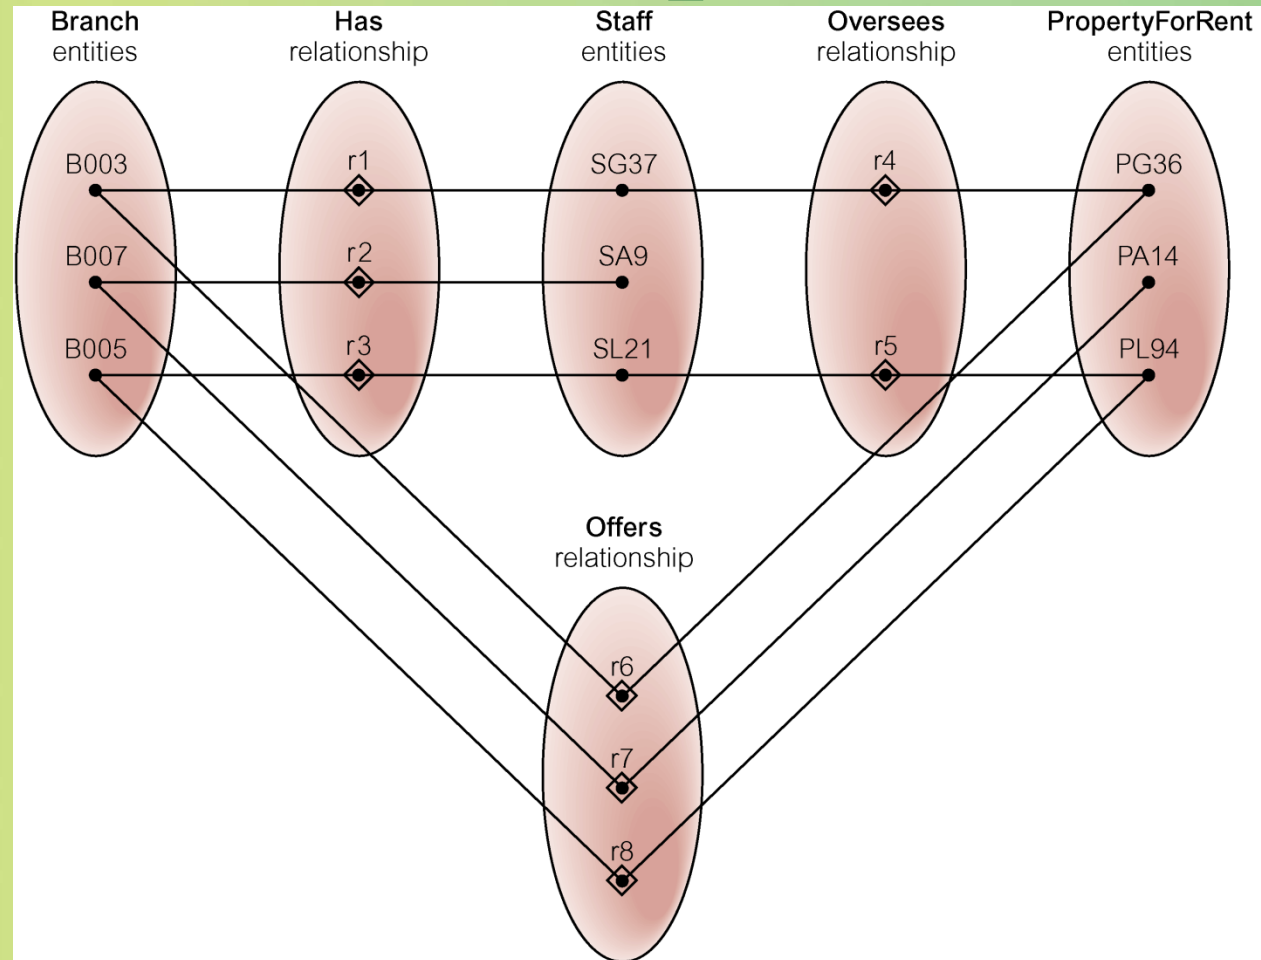 Branch
entities
Has
relationship
Staff
entities
Oversees
relationship
PropertyForRent
entities
B003
r1
SG37
r4
PG36
B007
r2
SA9
PA14
B005
r3
SL21
r5
PL94
Offers
relationship
r6
r7
r8